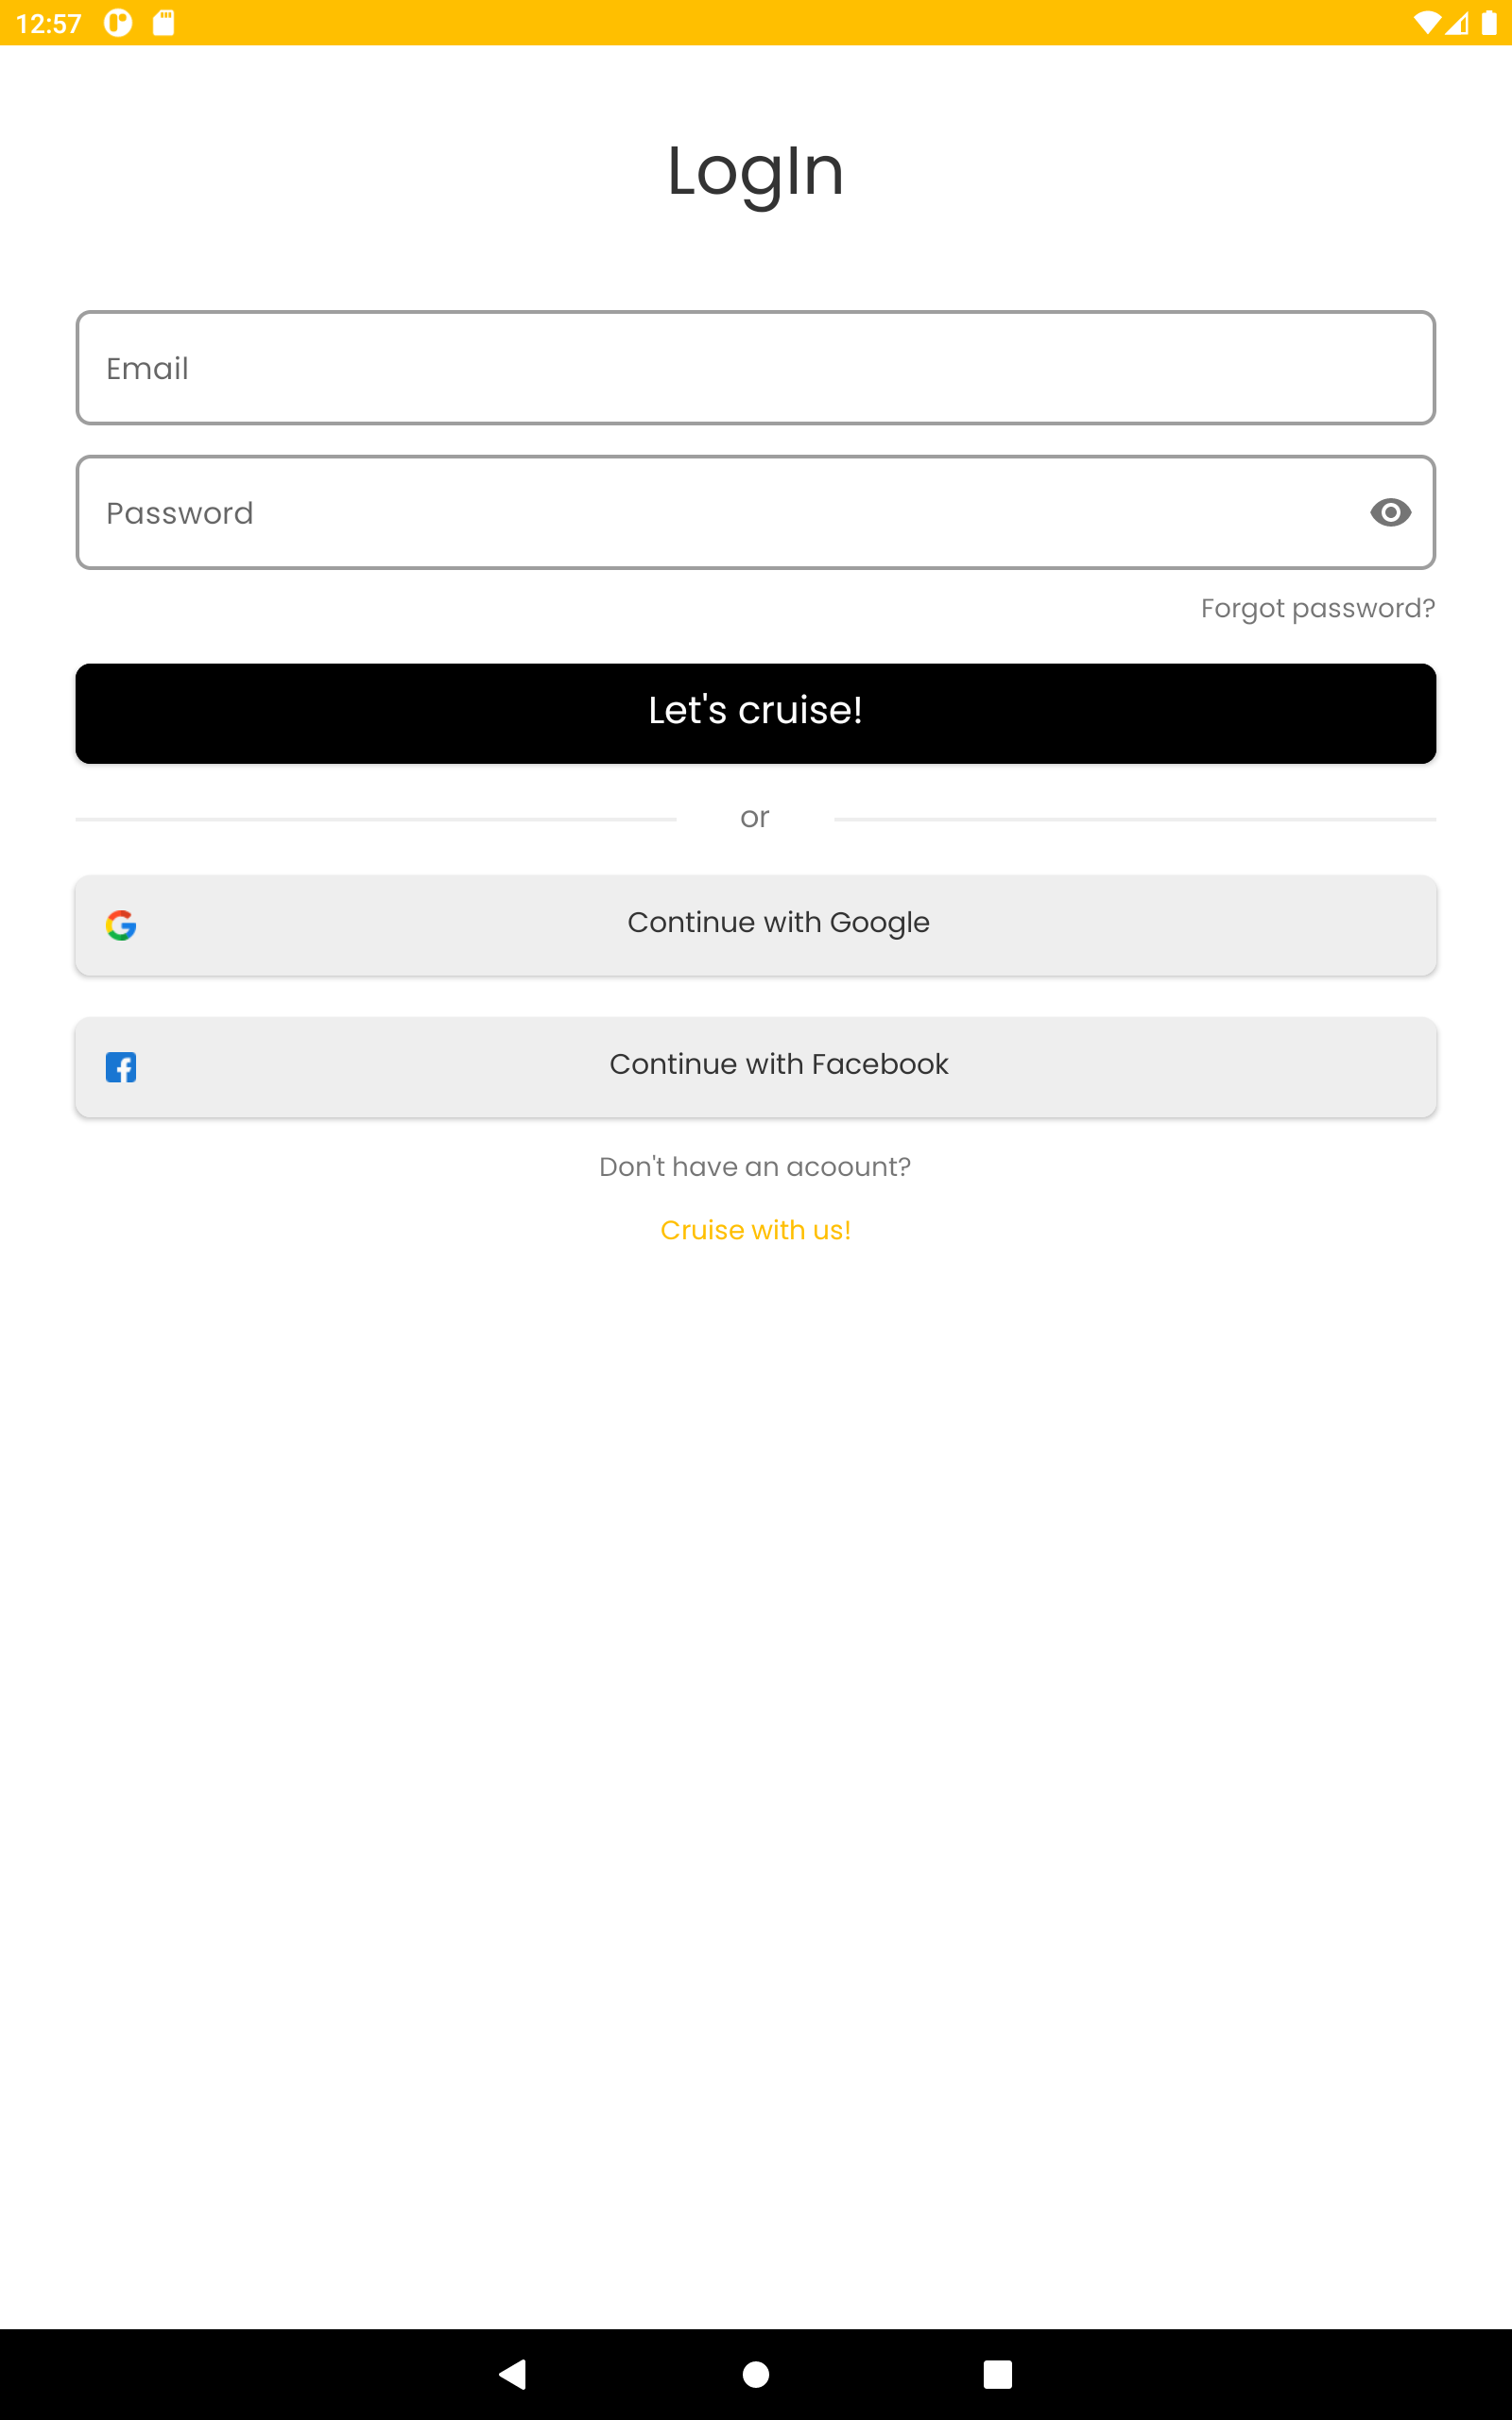 12:57
LogIn
Email
Password
Forgot password?
Let's cruise!
or
Continue with Google
Continue with Facebook
Don't have an acoount?
Cruise with us!